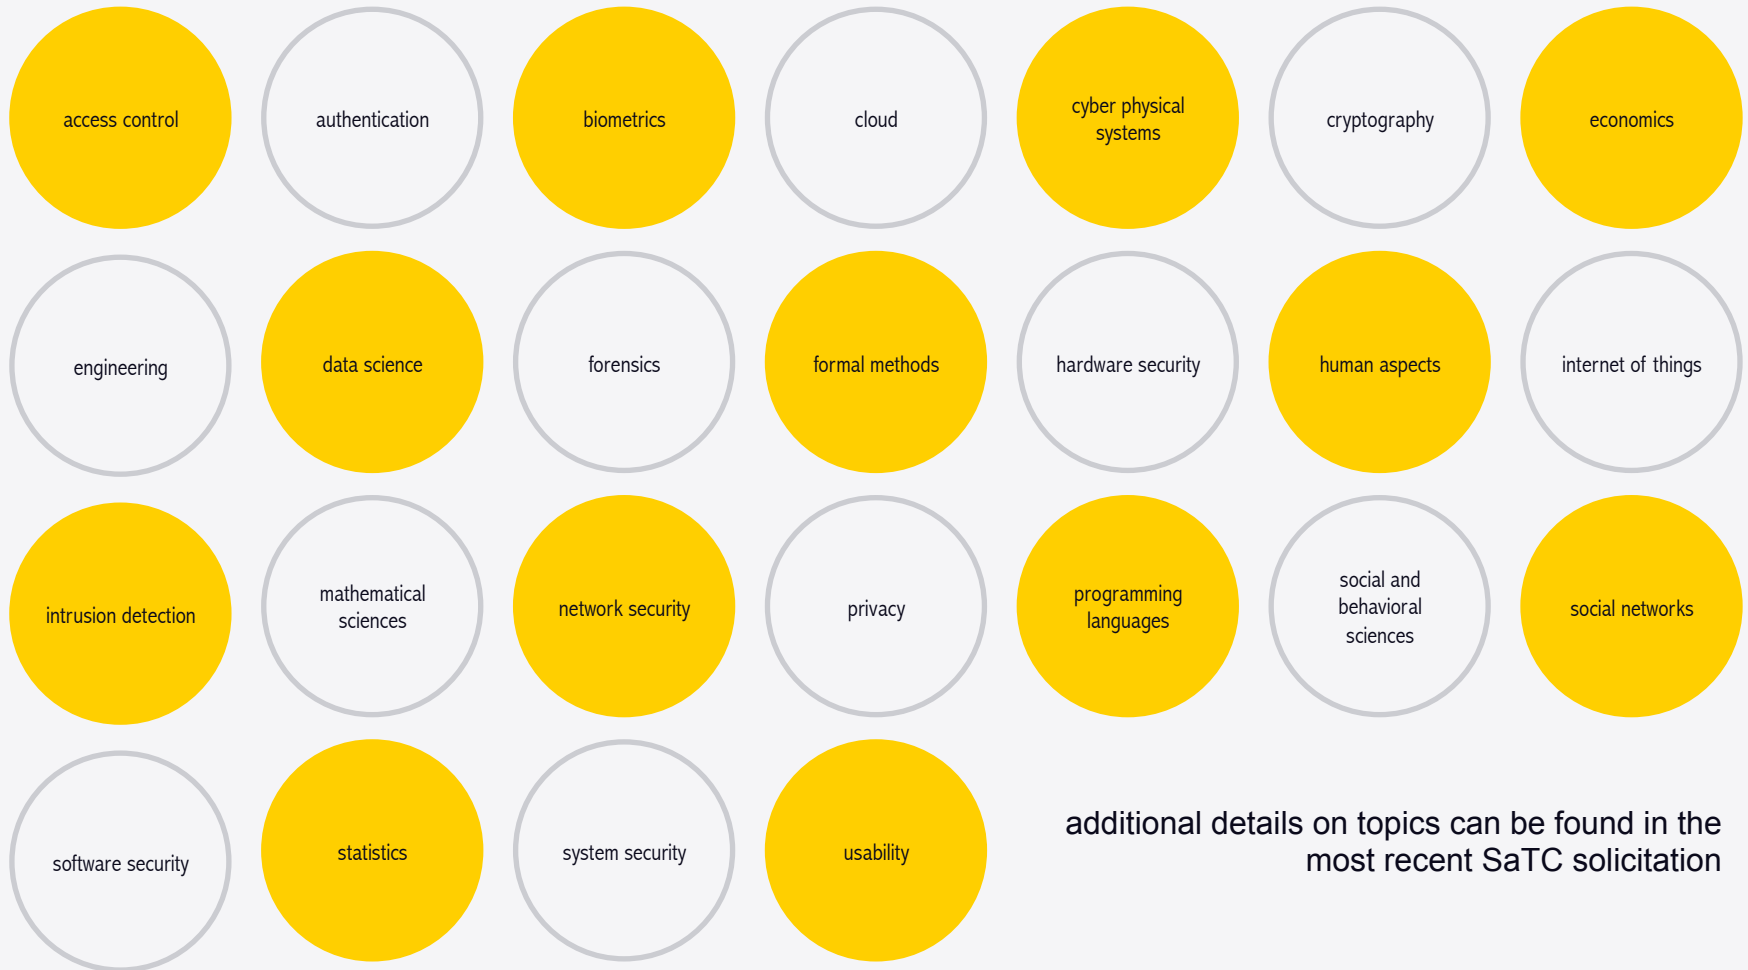 access control
authentication
biometrics
cloud
cyber physical
systems
cryptography
economics
engineering
data science
forensics
formal methods
hardware security
human aspects
internet of things
intrusion detection
mathematical
sciences
network security
privacy
programming
languages
social and
behavioral
sciences
social networks
software security
statistics
system security
usability
additional details on topics can be found in the
most recent SaTC solicitation